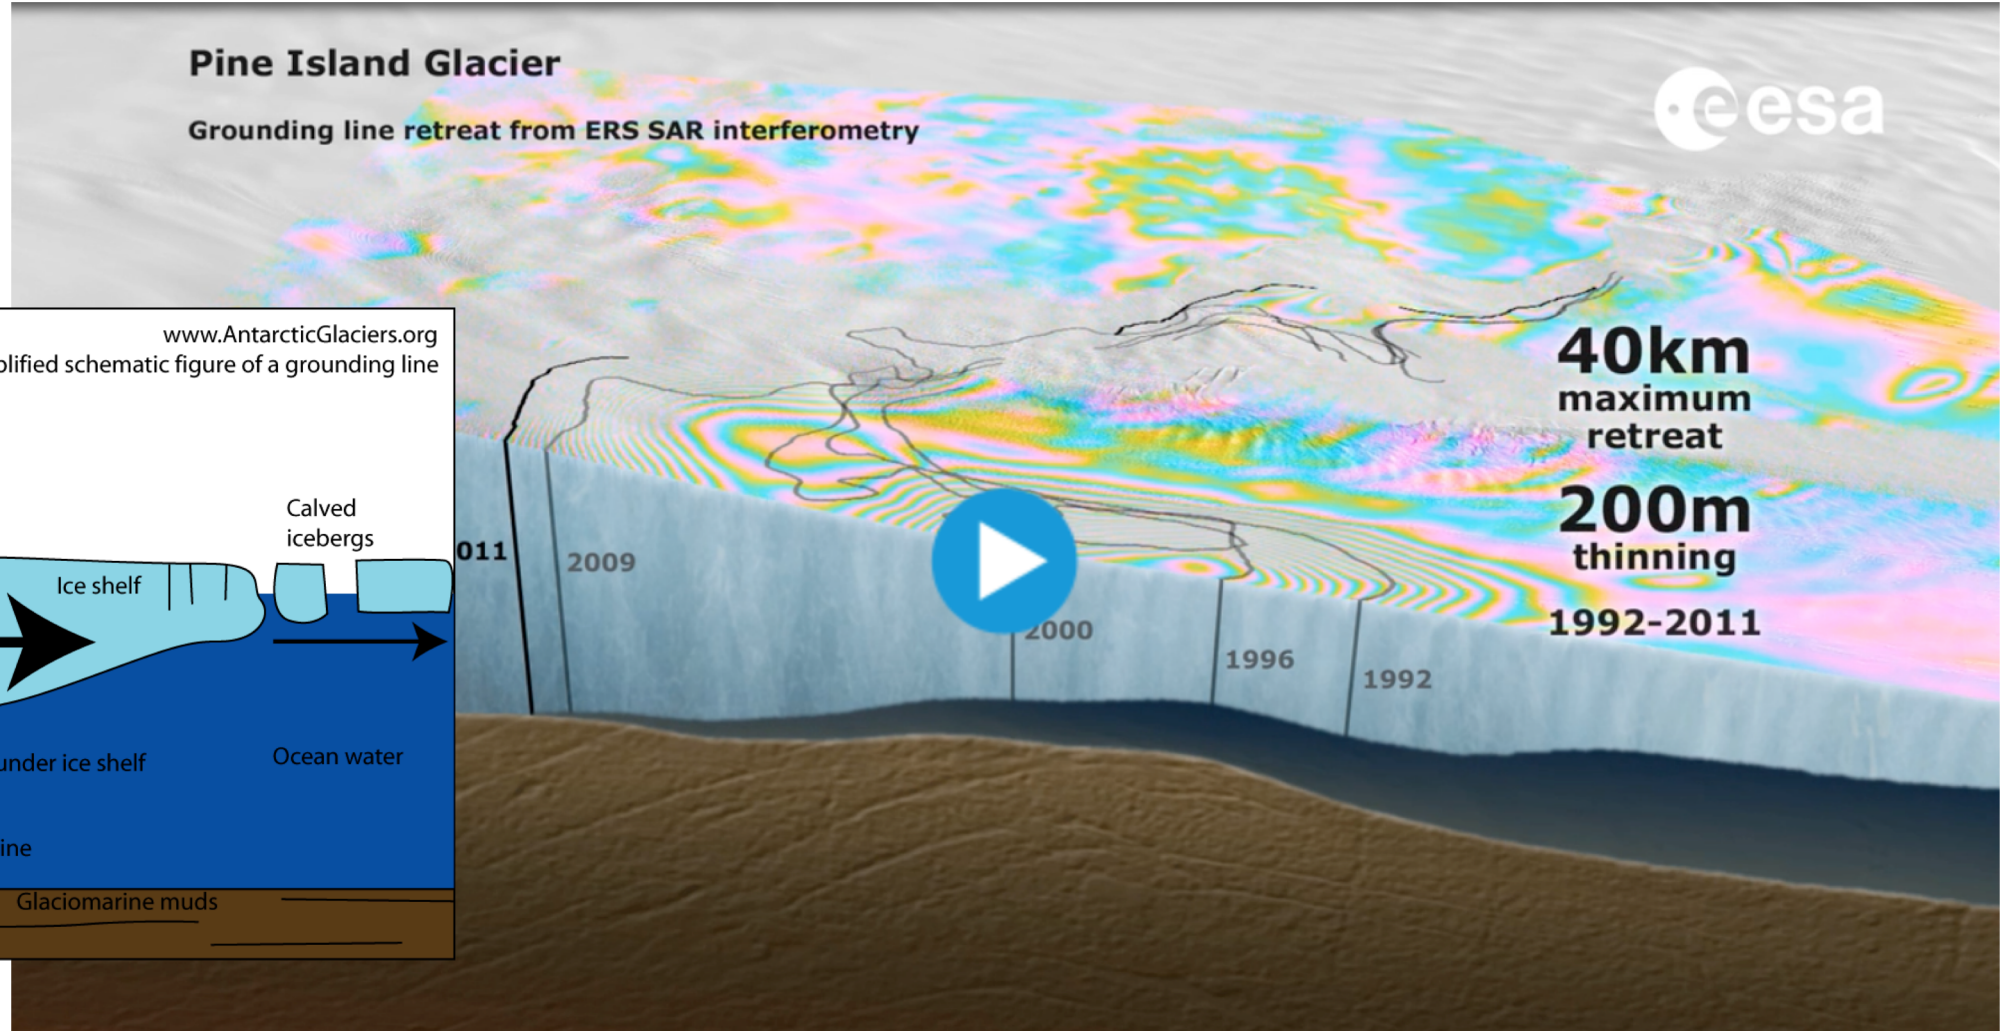 Pine Island Glacier
Grounding line retreat from ERS SAR interferometry
esa
40km
maximum
retreat
200m
thinning
1992-2011
www.AntarcticGlaciers.org
plified schematic figure of a grounding line
Calved
icebergs
Ice shelf
under ice shelf
Ocean water
ine
Glaciomarine muds
011
2009
2000
1996
1992